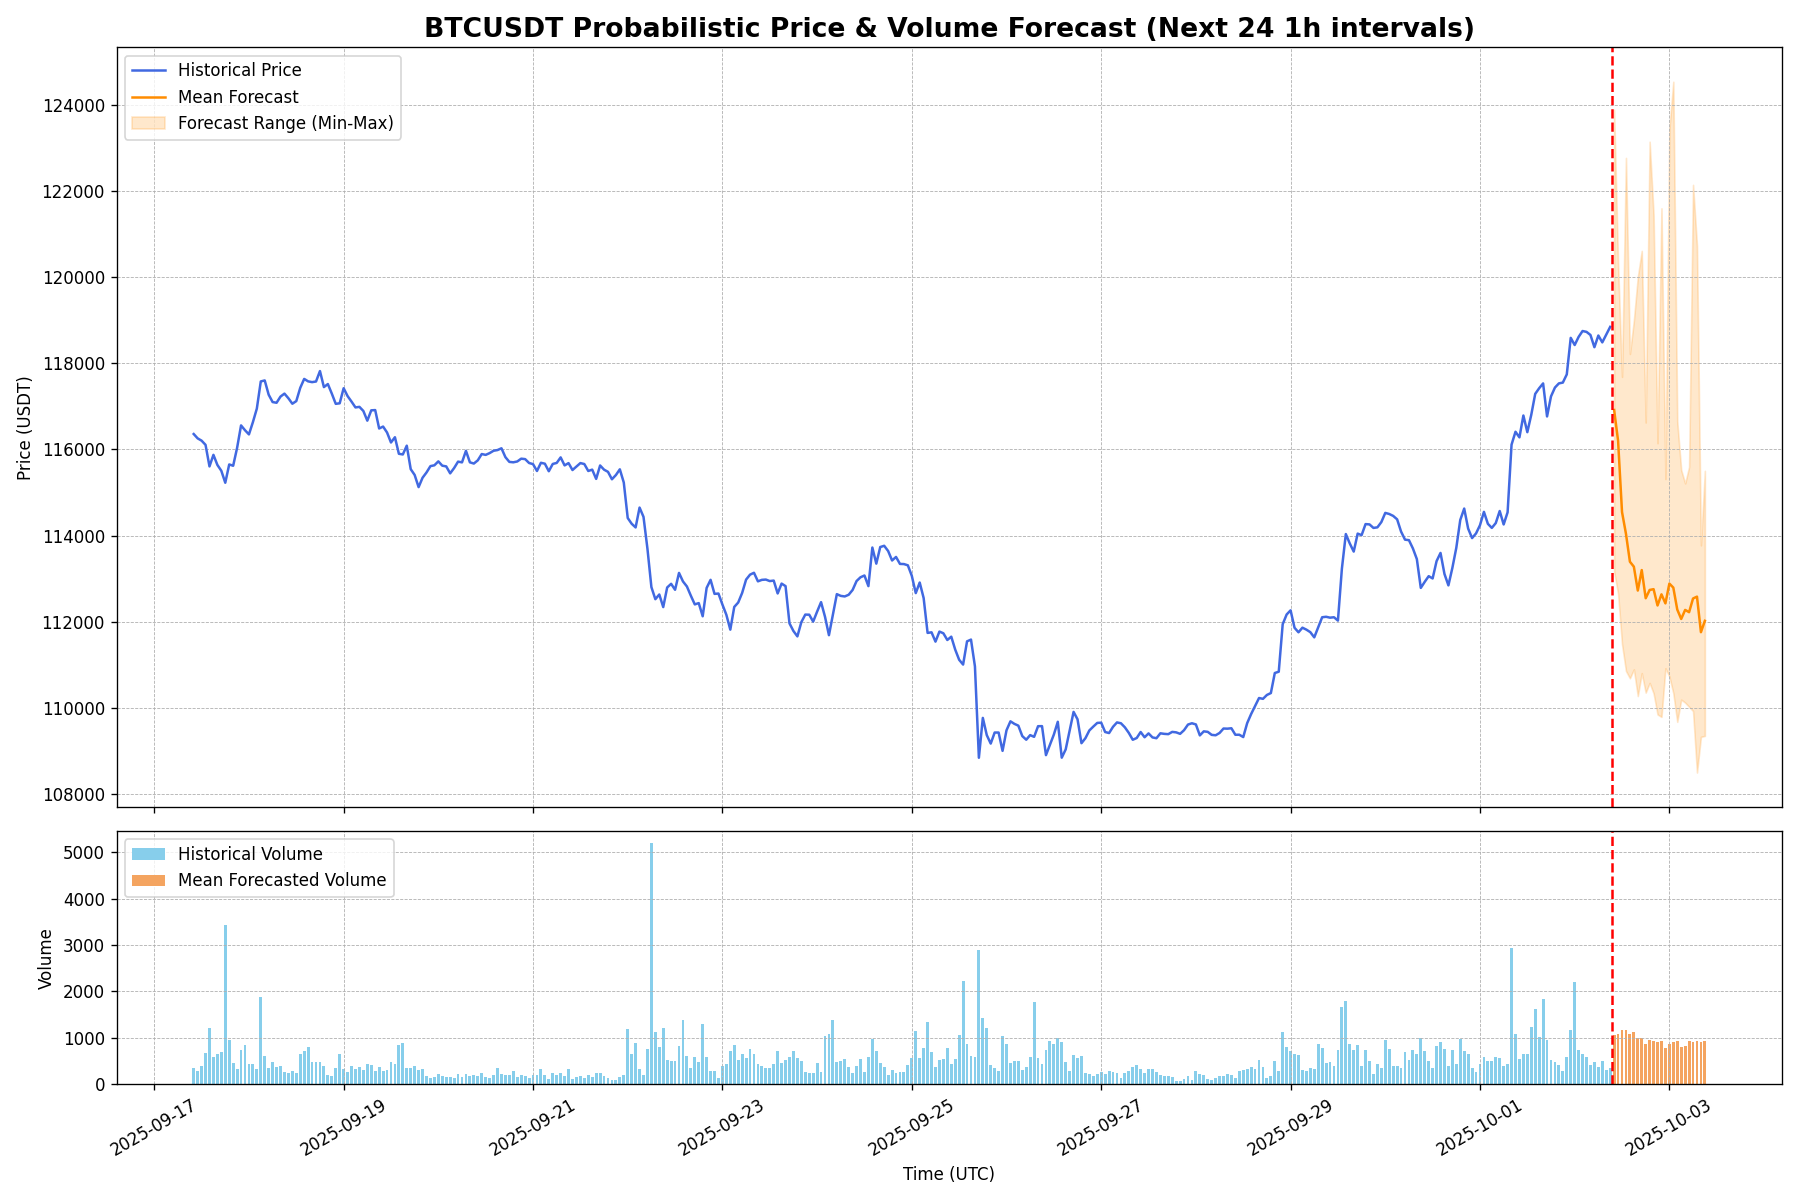 BTCUSDT Probabilistic Price & Volume Forecast (Next 24 1h intervals)
Historical Price
Mean Forecast
Forecast Range (Min-Max)
Price (USDT)
124000
122000
120000
118000
116000
114000
112000
110000
108000
Historical Volume
Mean Forecasted Volume
Volume
5000
4000
3000
2000
1000
0
2025-09-17
2025-09-19
2025-09-21
2025-09-23
2025-09-25
2025-09-27
2025-09-29
2025-10-01
2025-10-03
Time (UTC)